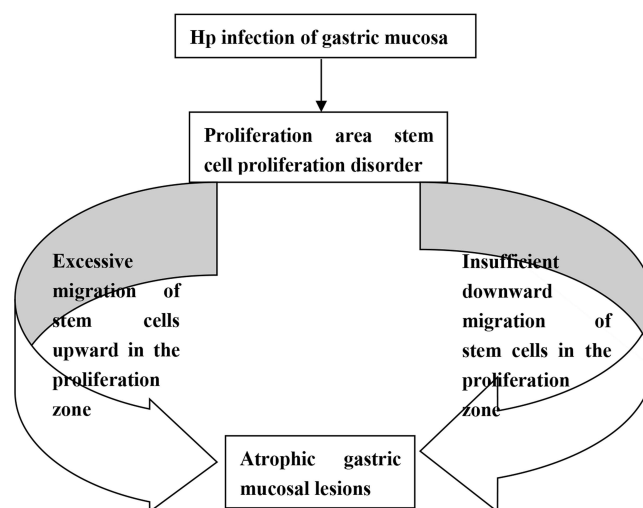 Hp infection of gastric mucosa
Proliferation area stem
cell proliferation disorder
Excessive
migration of
stem cells
upward in the
proliferation
zone
Insufficient
downward
migration of
stem cells in the
proliferation
zone
Atrophic gastric
mucosal lesions